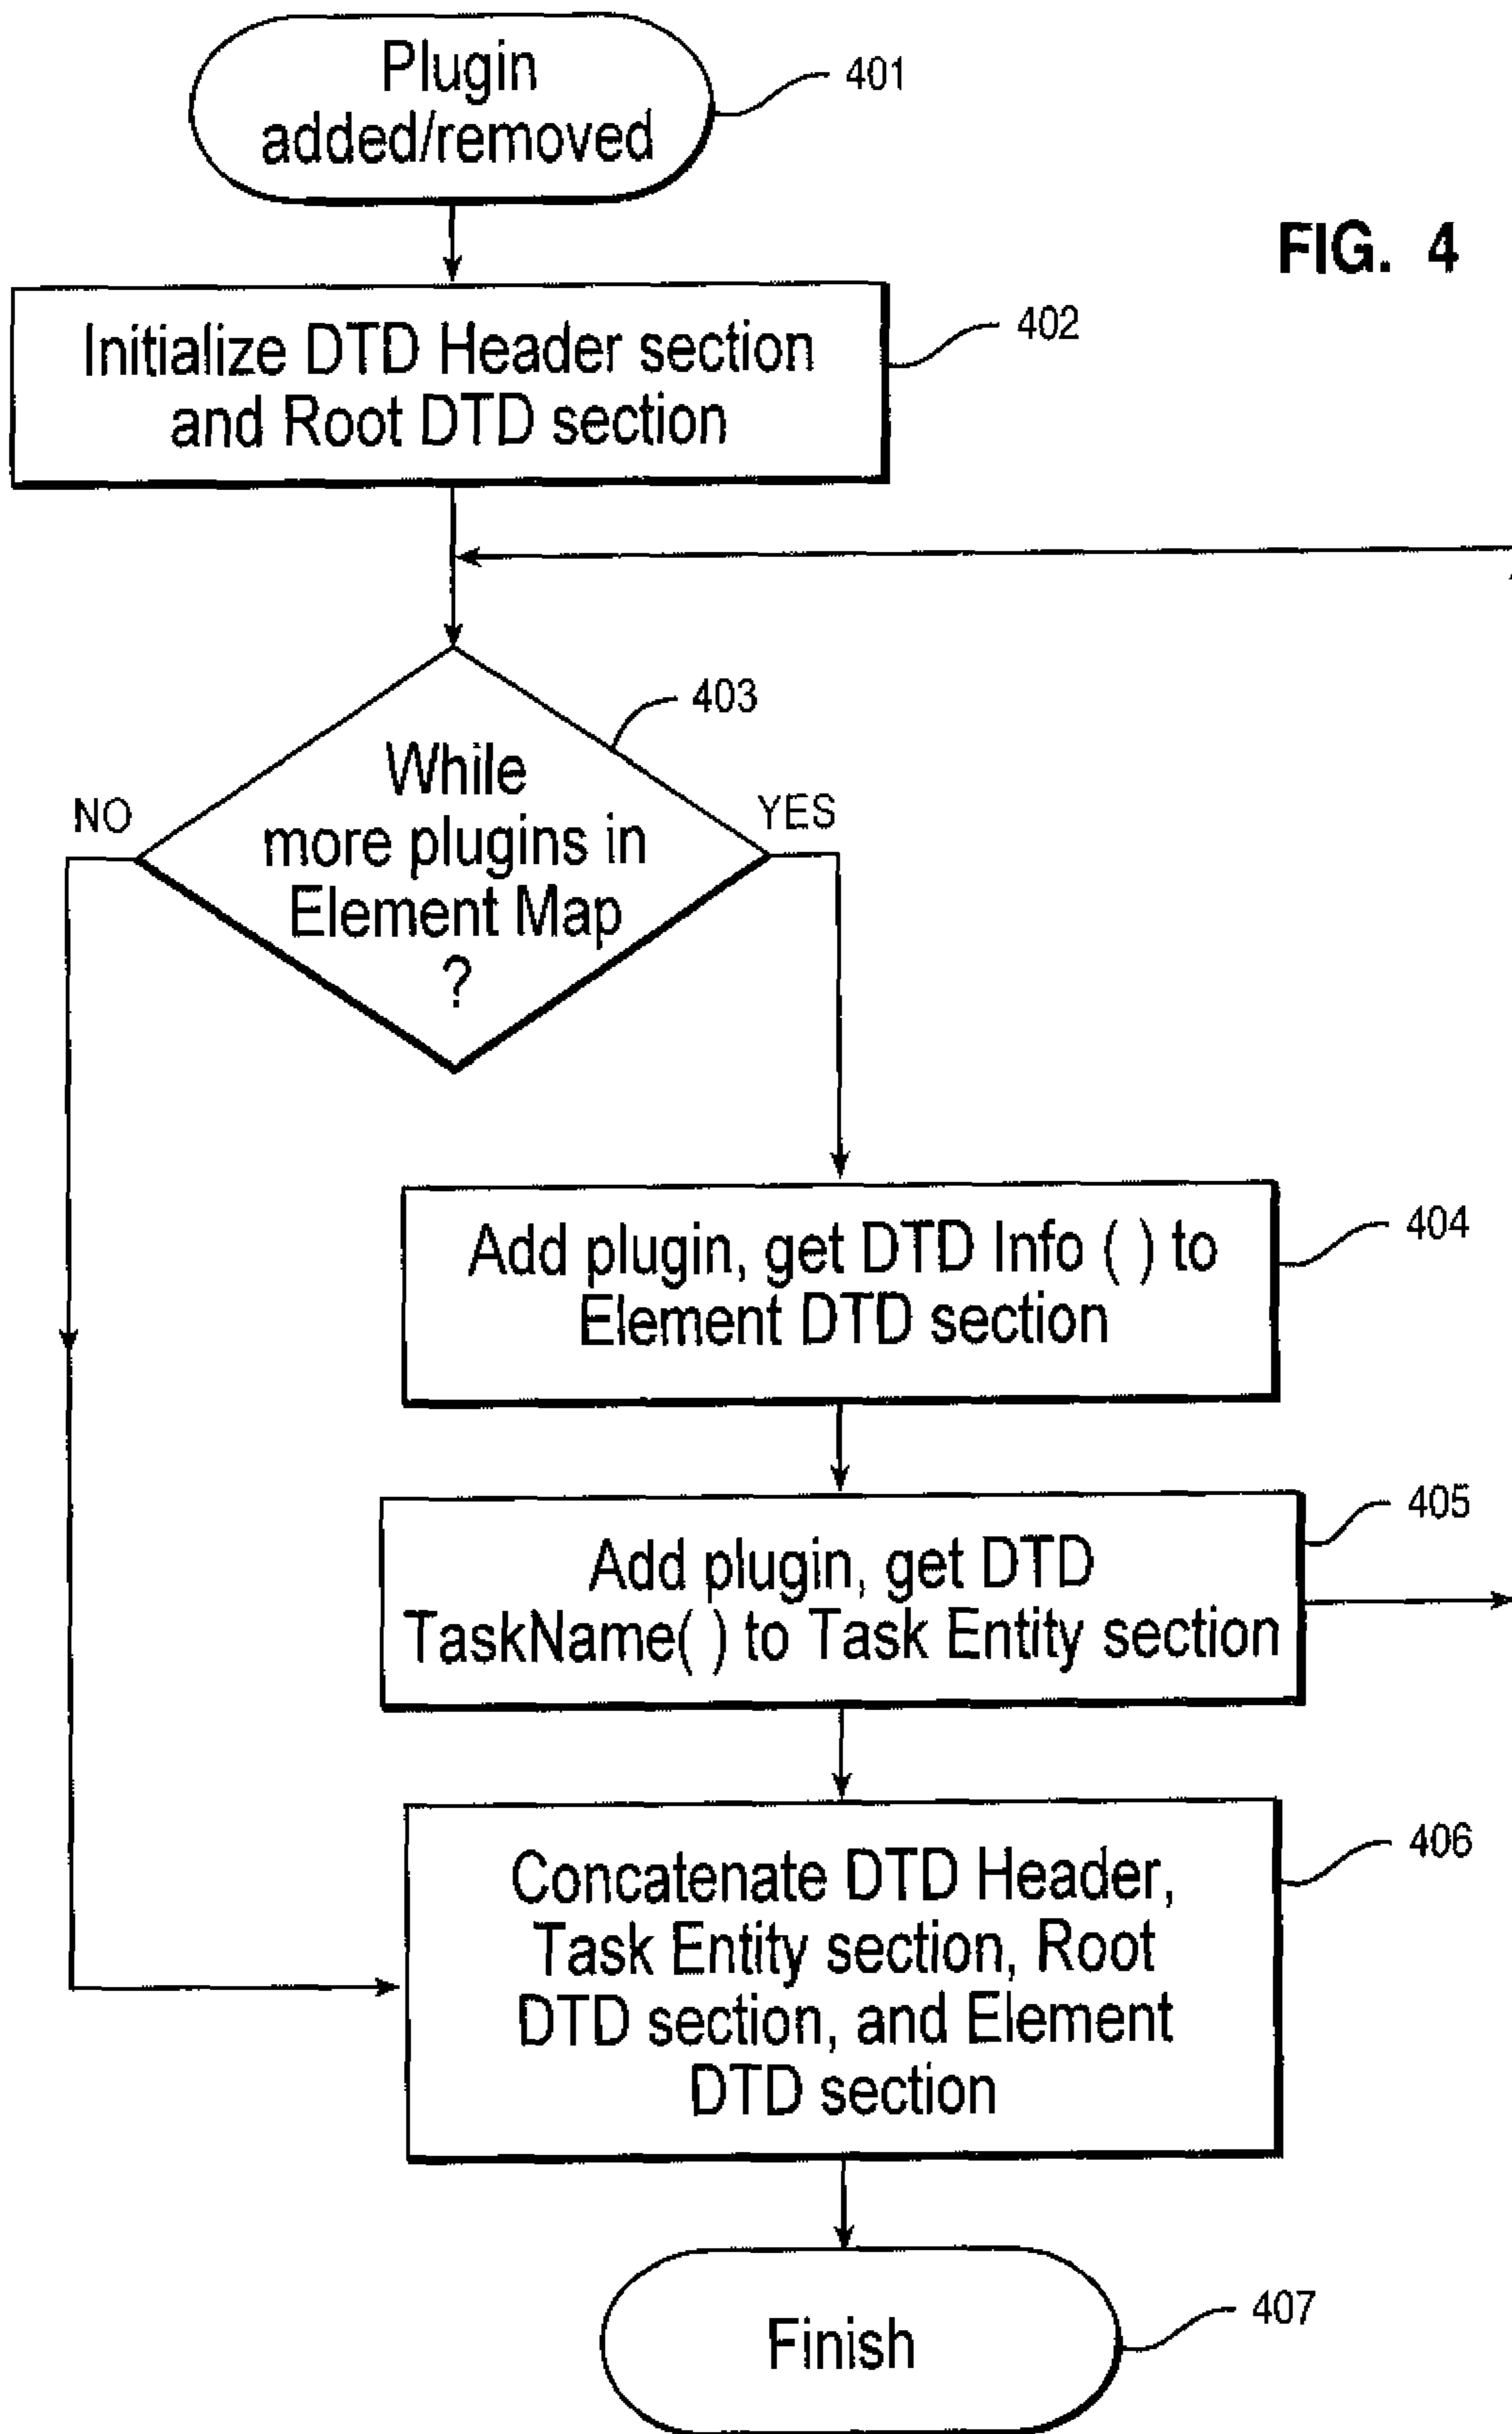 Plugin
added/removed
401
FIG. 4
Initialize DTD Header section
and Root DTD section
402
While
more plugins in
Element Map
?
403
NO
YES
Add plugin, get DTD Info ( ) to
Element DTD section
404
Add plugin, get DTD
TaskName( ) to Task Entity section
405
Concatenate DTD Header,
Task Entity section, Root
DTD section, and Element
DTD section
406
Finish
407